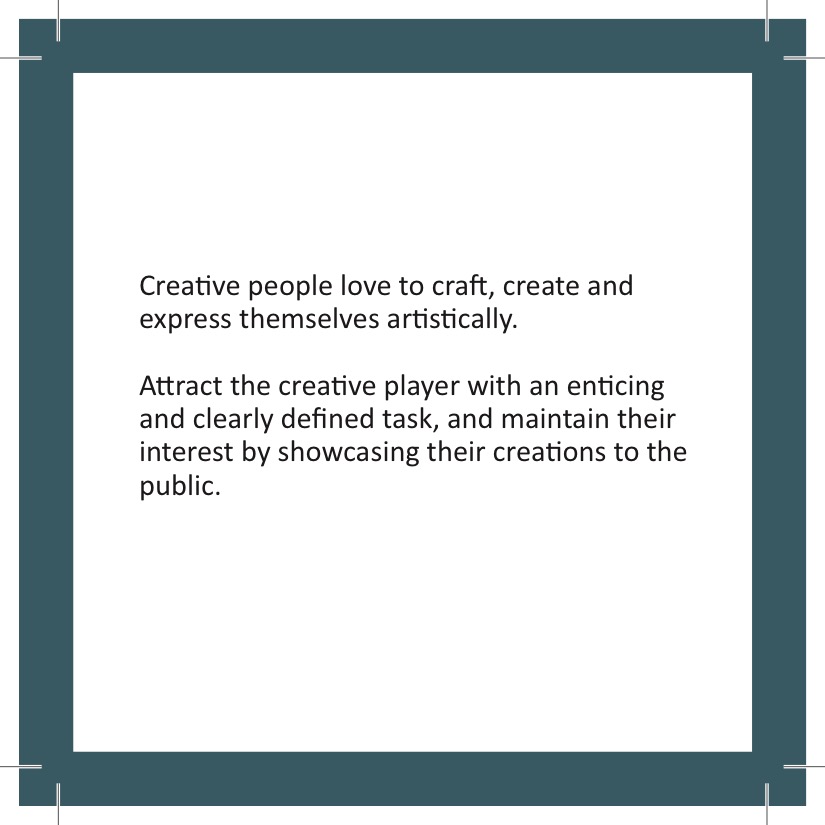 Creative people love to craft, create and
express themselves artistically.
Attract the creative player with an enticing
and clearly defined task, and maintain their
interest by showcasing their creations to the
public.